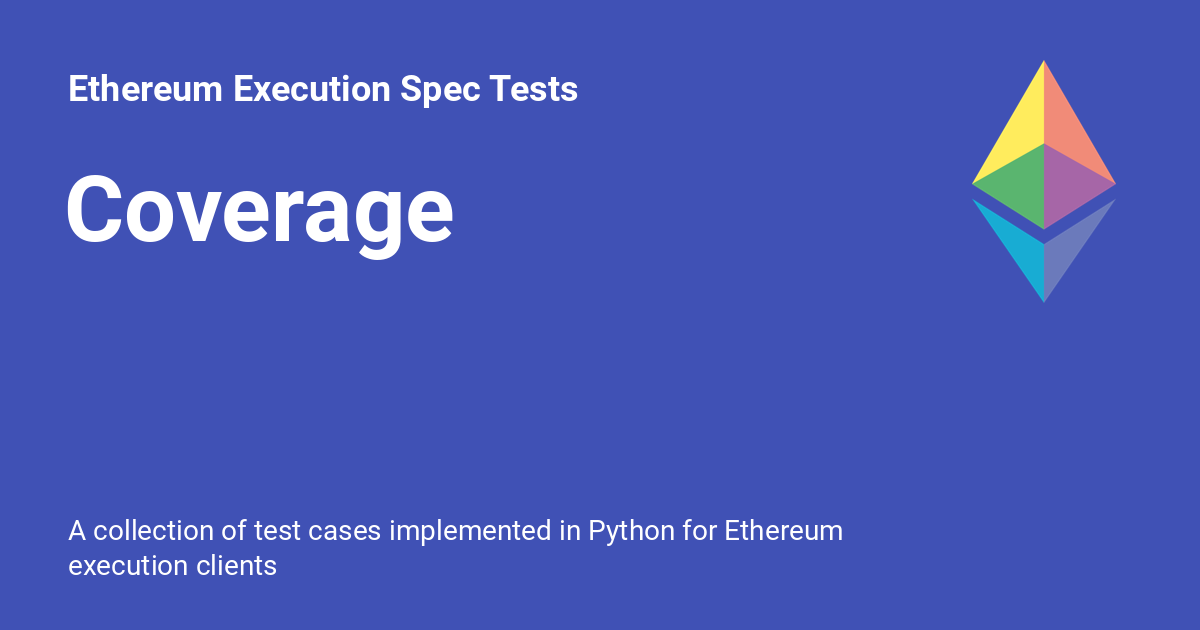 Ethereum Execution Spec Tests
Coverage
A collection of test cases implemented in Python for Ethereum
execution clients